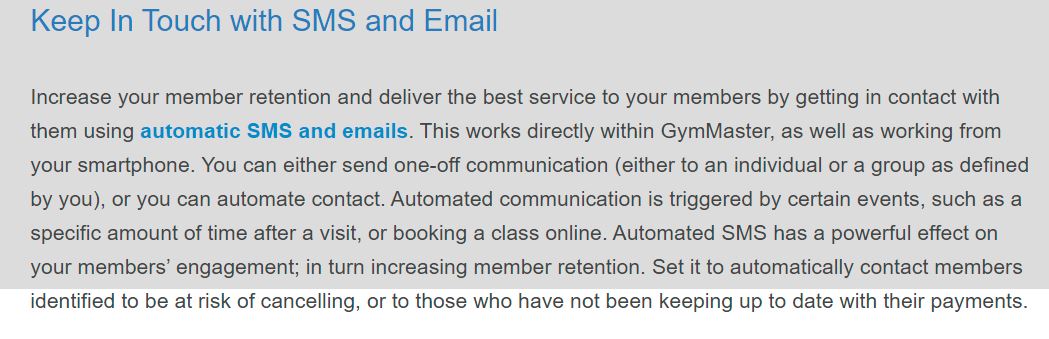 Keep In Touch with SMS and Email
Increase your member retention and deliver the best service to your members by getting in contact with
them using automatic SMS and emails. This works directly within GymMaster, as well as working from
your smartphone. You can either send one-off communication (either to an individual or a group as defined
by you), or you can automate contact. Automated communication is triggered by certain events, such as a
specific amount of time after a visit, or booking a class online. Automated SMS has a powerful effect on
your members’ engagement; in turn increasing member retention. Set it to automatically contact members
identified to be at risk of cancelling, or to those who have not been keeping up to date with their payments.